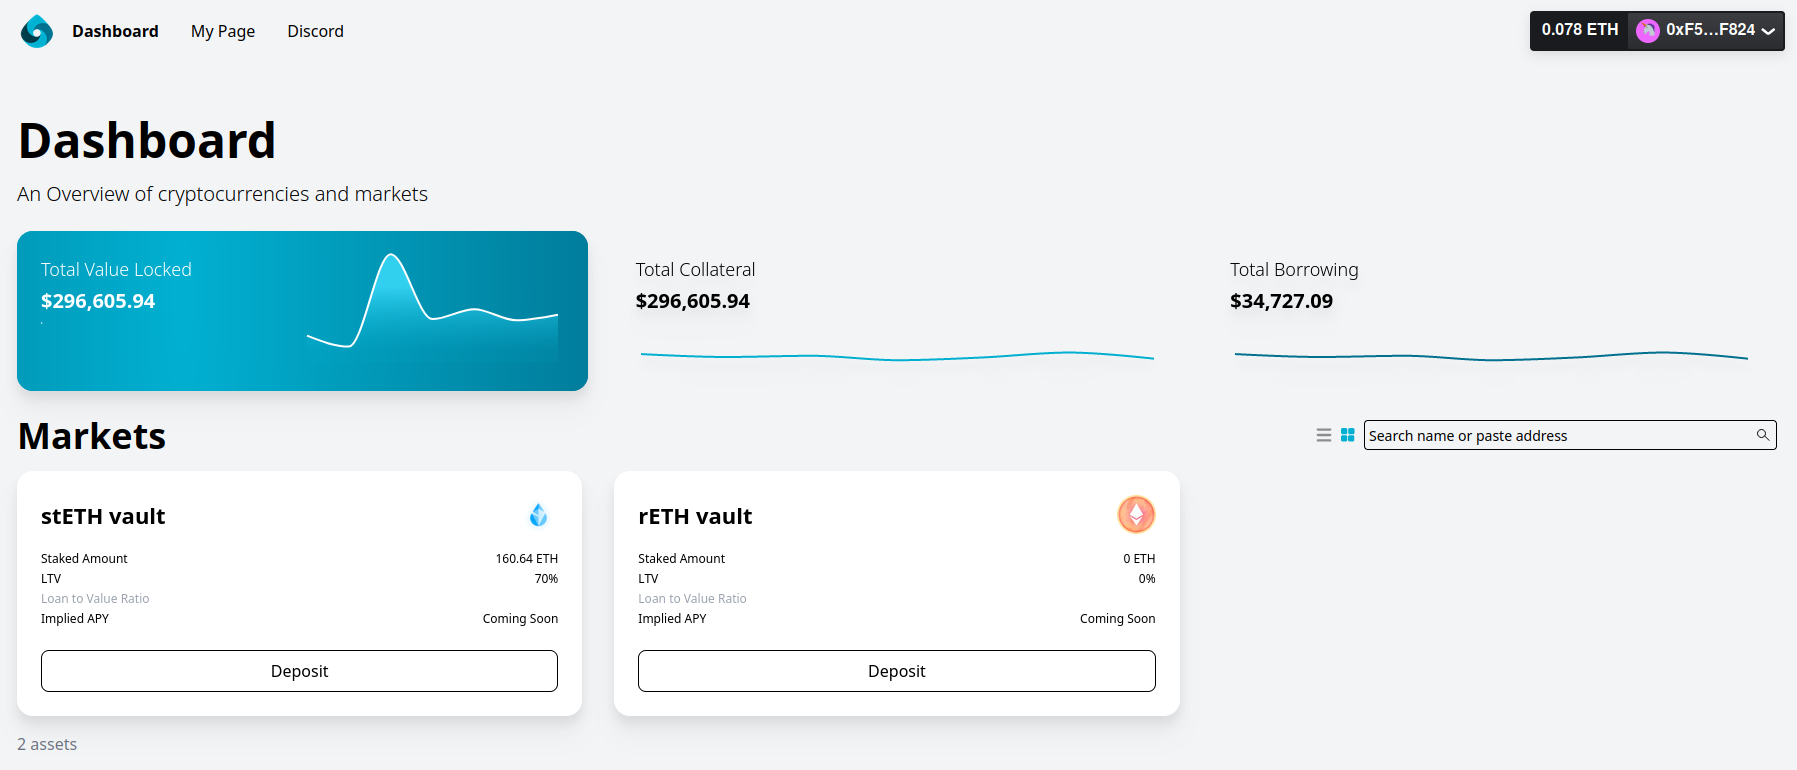 Dashboard My Page Discord 0.078 ETH 0xF5...F824
Dashboard
An Overview of cryptocurrencies and markets
Total Value Locked
$296,605.94
Total Collateral
$296,605.94
Total Borrowing
$34,727.09
Markets
Search name or paste address
stETH vault
Staked Amount 160.64 ETH
LTV 70%
Loan to Value Ratio
Implied APY Coming Soon
Deposit
rETH vault
Staked Amount 0 ETH
LTV 0%
Loan to Value Ratio
Implied APY Coming Soon
Deposit
2 assets